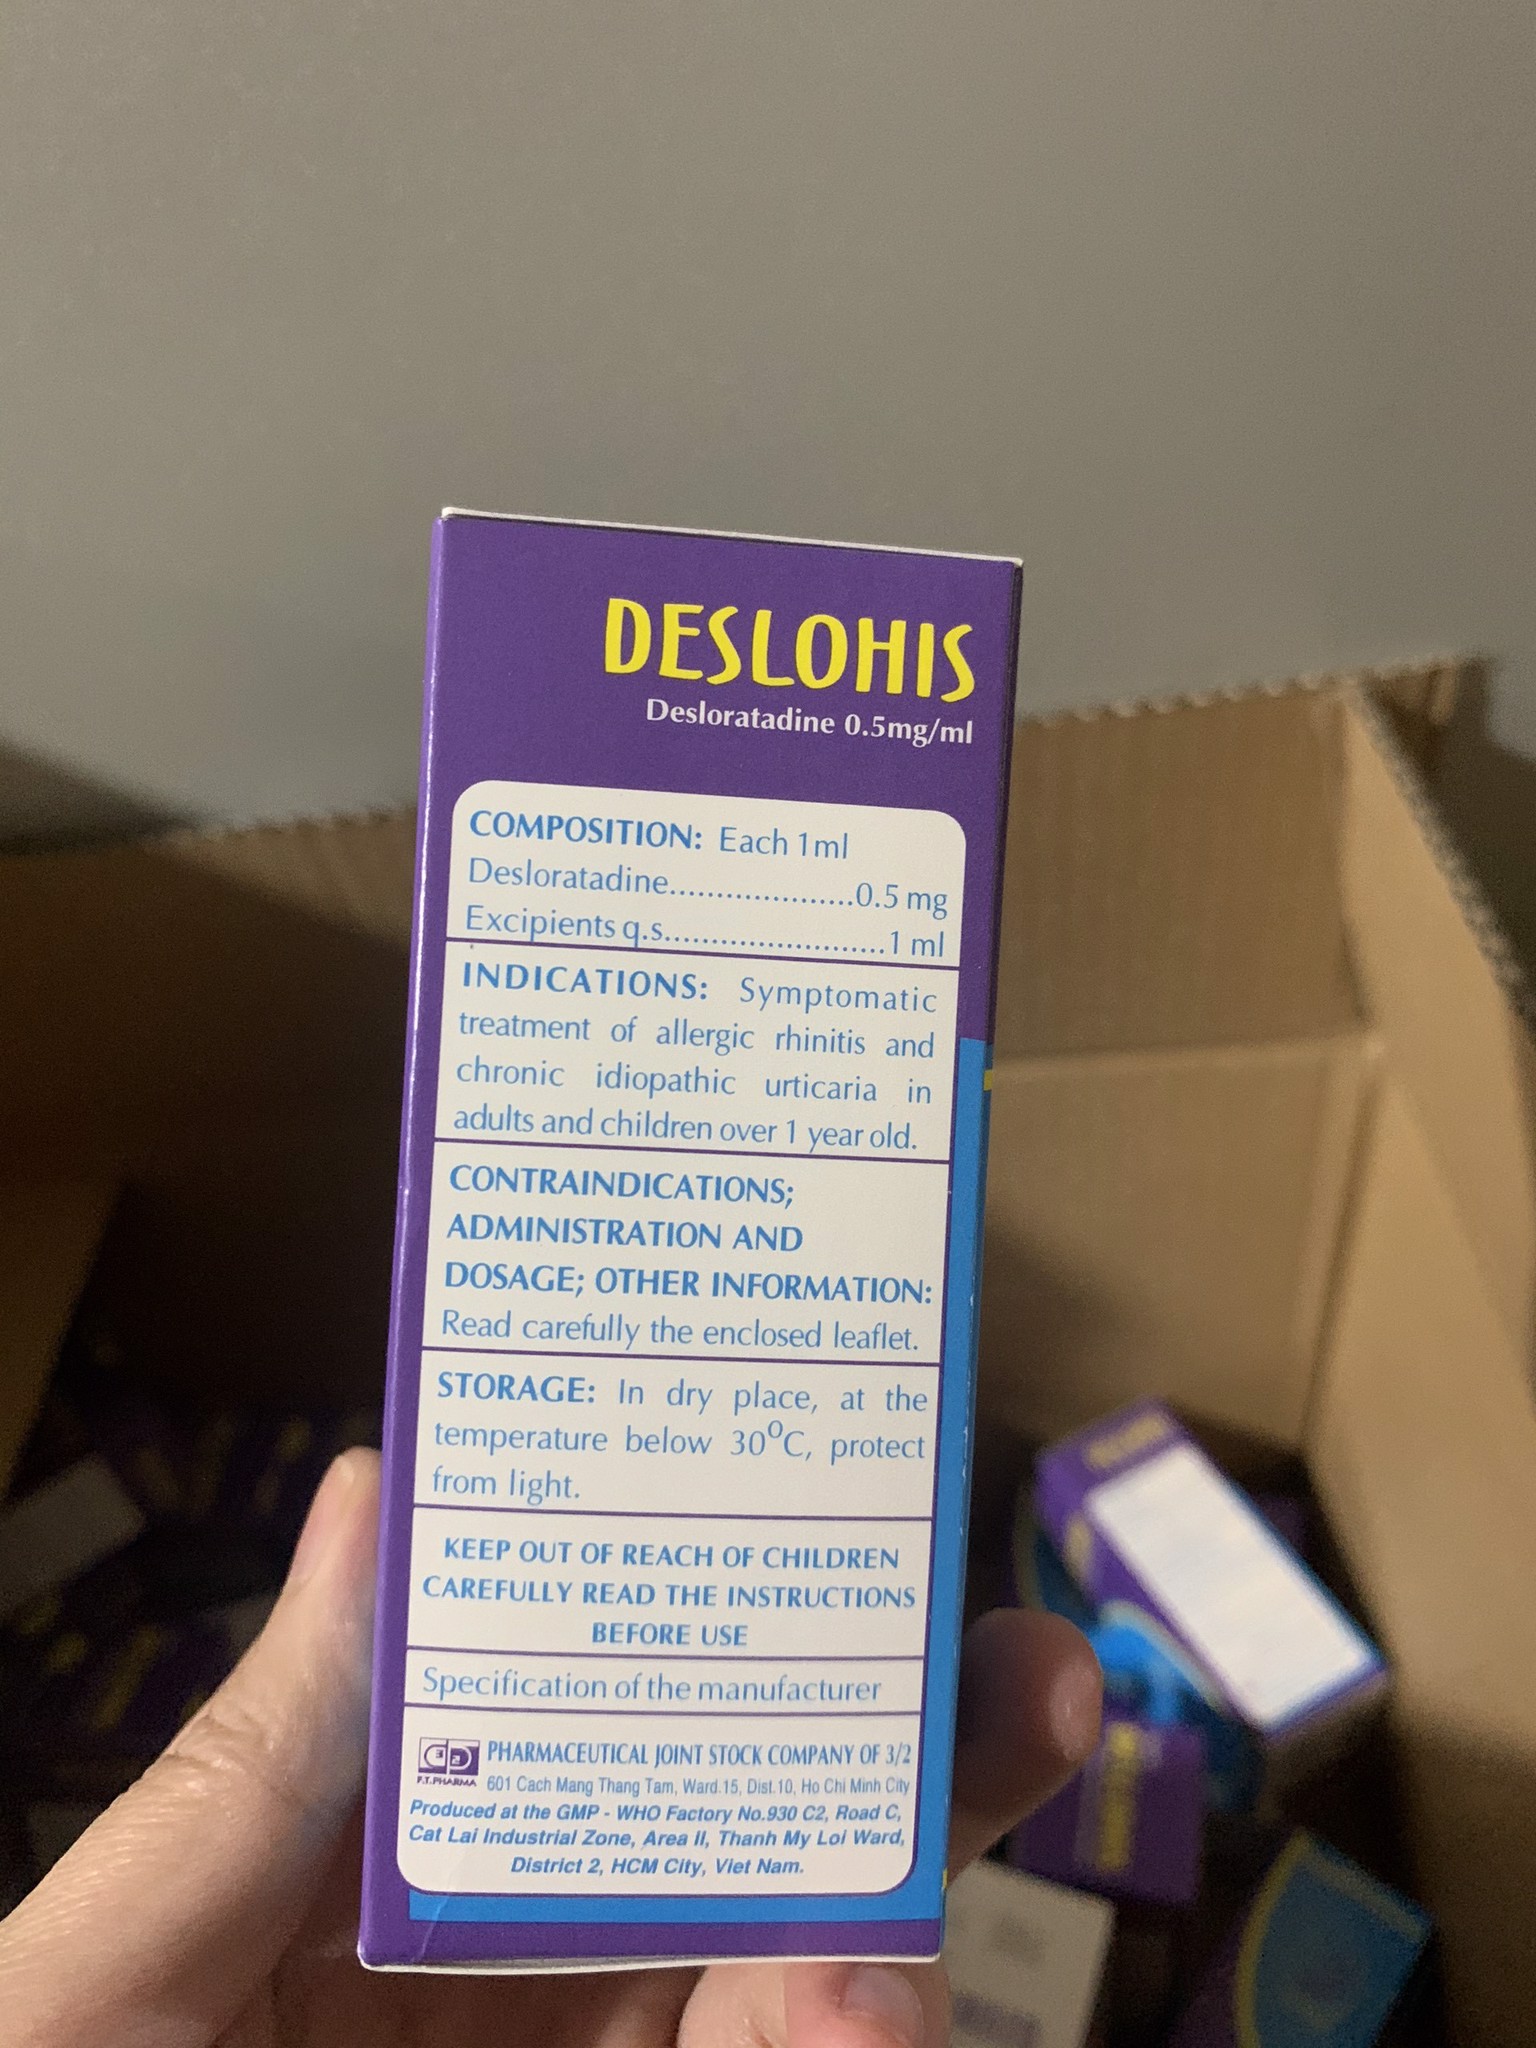 DESLOHIS
Desloratadine 0.5mg/ml
COMPOSITION: Each 1ml
Desloratadine....................0.5 mg
Excipients q.s........................1 ml
INDICATIONS: Symptomatic
treatment of allergic rhinitis and
chronic idiopathic urticaria in
adults and children over 1 year old.
CONTRAINDICATIONS;
ADMINISTRATION AND
DOSAGE; OTHER INFORMATION:
Read carefully the enclosed leaflet.
STORAGE: In dry place, at the
temperature below 30°C, protect
from light.
KEEP OUT OF REACH OF CHILDREN
CAREFULLY READ THE INSTRUCTIONS
BEFORE USE
Specification of the manufacturer
F.T.PHARMA
PHARMACEUTICAL JOINT STOCK COMPANY OF 3/2
601 Cach Mang Thang Tam, Ward.15, Dist.10, Ho Chi Minh City
Produced at the GMP - WHO Factory No.930 C2, Road C,
Cat Lai Industrial Zone, Area II, Thanh My Loi Ward,
District 2, HCM City, Viet Nam.